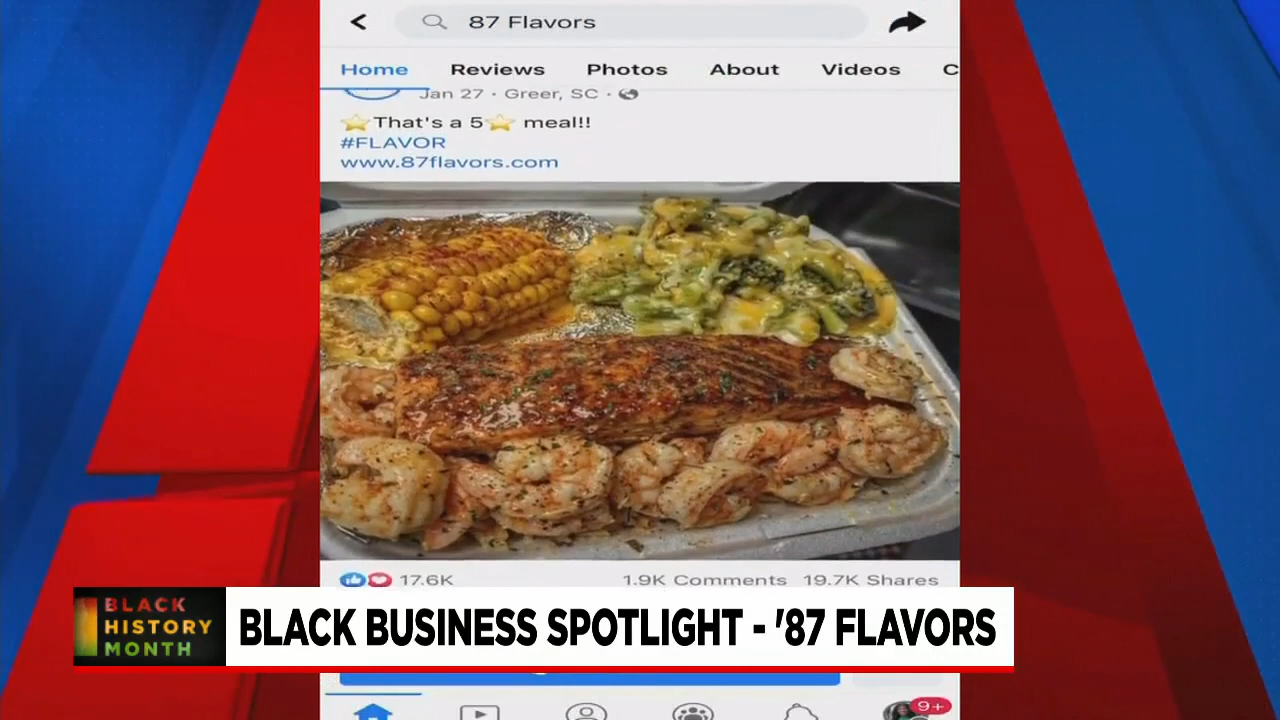 87 Flavors
Home Reviews Photos About Videos C
Jan 27 · Greer, SC ·
⭐That's a 5⭐ meal!!
#FLAVOR
www.87flavors.com
17.6K 1.9K Comments 19.7K Shares
BLACK
HISTORY
MONTH
BLACK BUSINESS SPOTLIGHT - '87 FLAVORS
9+